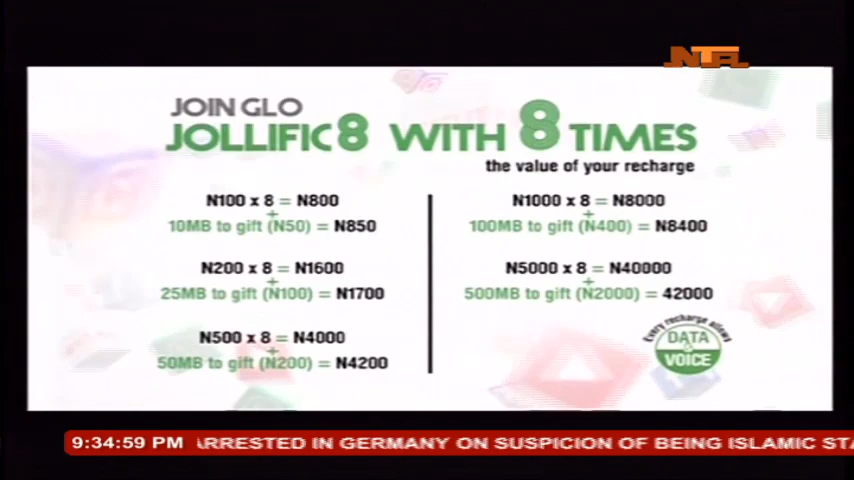 NTA
JOIN GLO
JOLLIFIC8 WITH 8 TIMES
the value of your recharge
N100 x 8 = N800
+
10MB to gift (N50) = N850
N200 x 8 = N1600
+
25MB to gift (N100) = N1700
N500 x 8 = N4000
+
50MB to gift (N200) = N4200
N1000 x 8 = N8000
+
100MB to gift (N400) = N8400
N5000 x 8 = N40000
+
500MB to gift (N2000) = 42000
Every recharge allows
DATA
&
VOICE
9:34:59 PM ARRESTED IN GERMANY ON SUSPICION OF BEING ISLAMIC STA